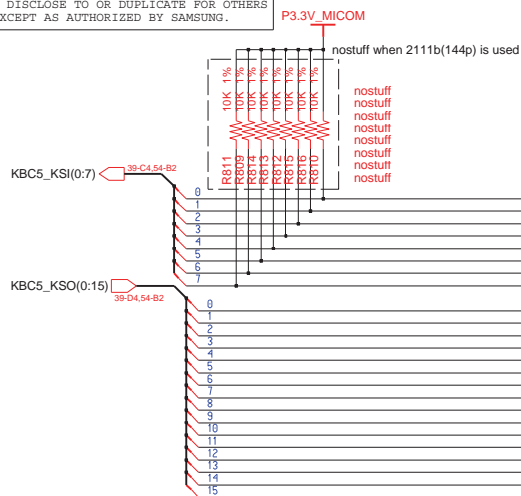 DISCLOSE TO OR DUPLICATE FOR OTHERS
XCEPT AS AUTHORIZED BY SAMSUNG.
P3.3V_MICOM
nostuff when 2111b(144p) is used
10K 1%
10K 1%
10K 1%
10K 1%
10K 1%
10K 1%
10K 1%
10K 1%
nostuff
nostuff
nostuff
nostuff
nostuff
nostuff
nostuff
nostuff
R811
R809
R814
R813
R812
R815
R816
R810
KBC5_KSI(0:7)
39-C4,54-B2
0
1
2
3
4
5
6
7
KBC5_KSO(0:15)
39-D4,54-B2
0
1
2
3
4
5
6
7
8
9
10
11
12
13
14
15